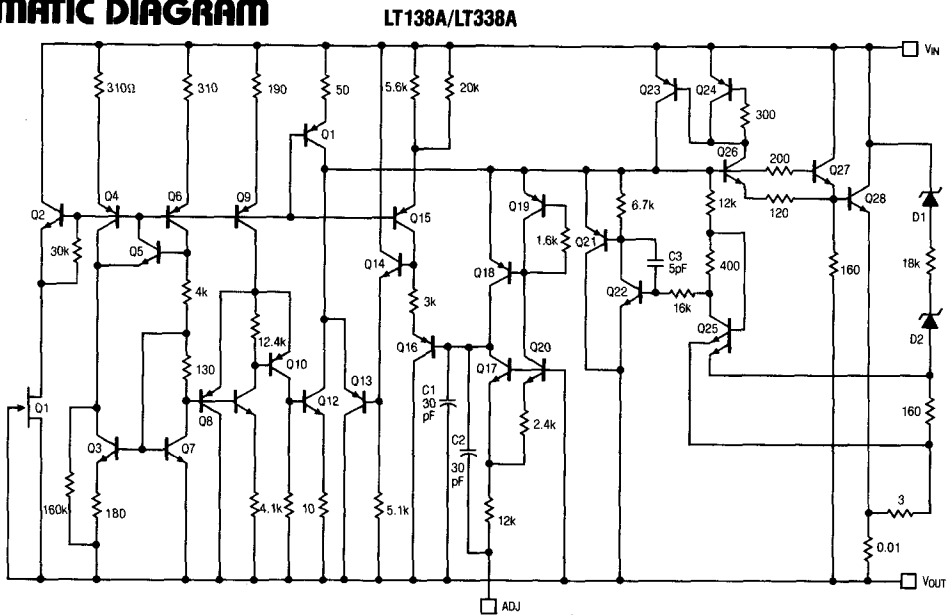 MATIC DIAGRAM
LT138A/LT338A
VIN
310Ω
310
190
50
5.6k
20k
Q23
Q24
300
Q1
Q26
200
Q27
Q2
Q4
Q6
Q9
Q15
Q19
6.7k
12k
120
Q28
D1
30k
Q5
Q14
1.6k
Q21
C3
5pF
400
160
18k
4k
3k
Q18
Q22
16k
Q25
D2
12.4k
Q16
130
Q10
Q13
Q17
Q20
Q8
Q12
C1
30
pF
160
Q1
C2
30
pF
2.4k
Q3
Q7
160k
180
4.1k
10
5.1k
12k
3
0.01
VOUT
ADJ